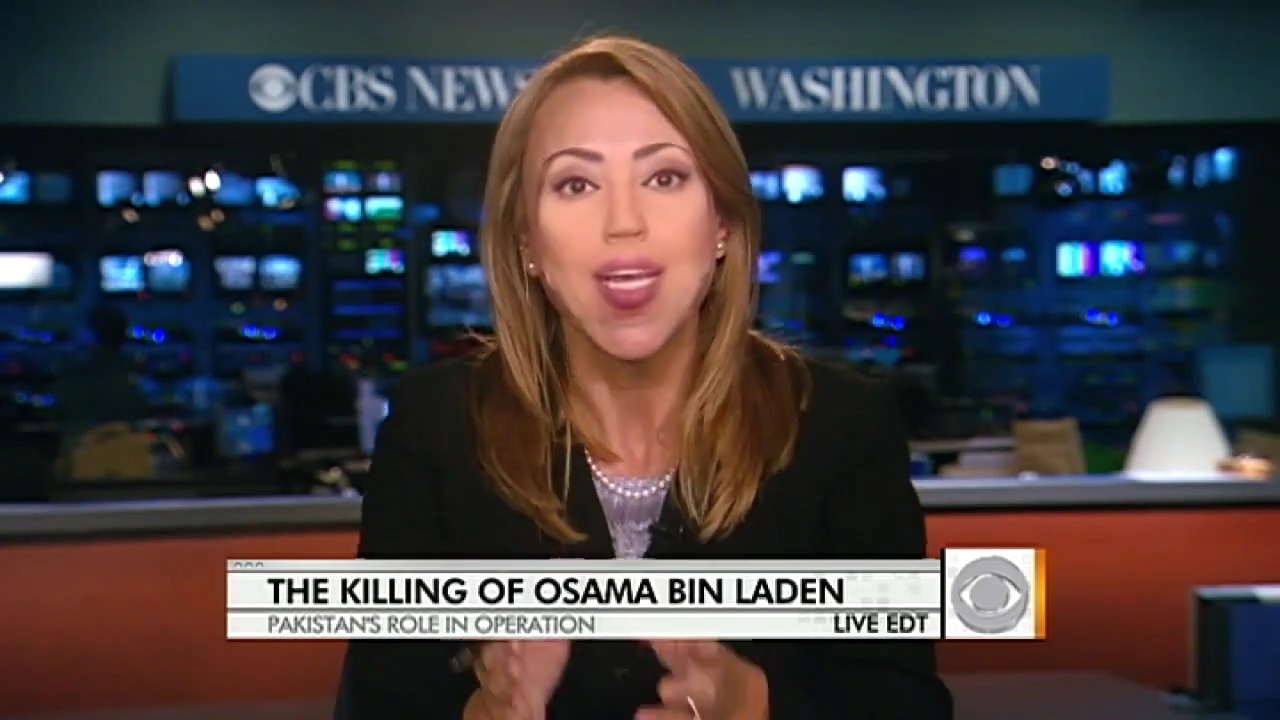 CBS NEWS WASHINGTON
THE KILLING OF OSAMA BIN LADEN
PAKISTAN'S ROLE IN OPERATION LIVE EDT